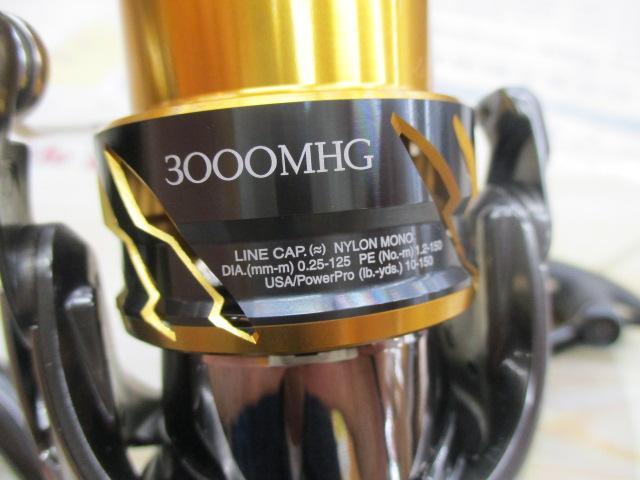 3000MHG
LINE CAP.(≈) NYLON MONO
DIA.(mm-m) 0.25-125 PE (No.-m) 1.2-150
USA/PowerPro (lb.-yds.) 10-150